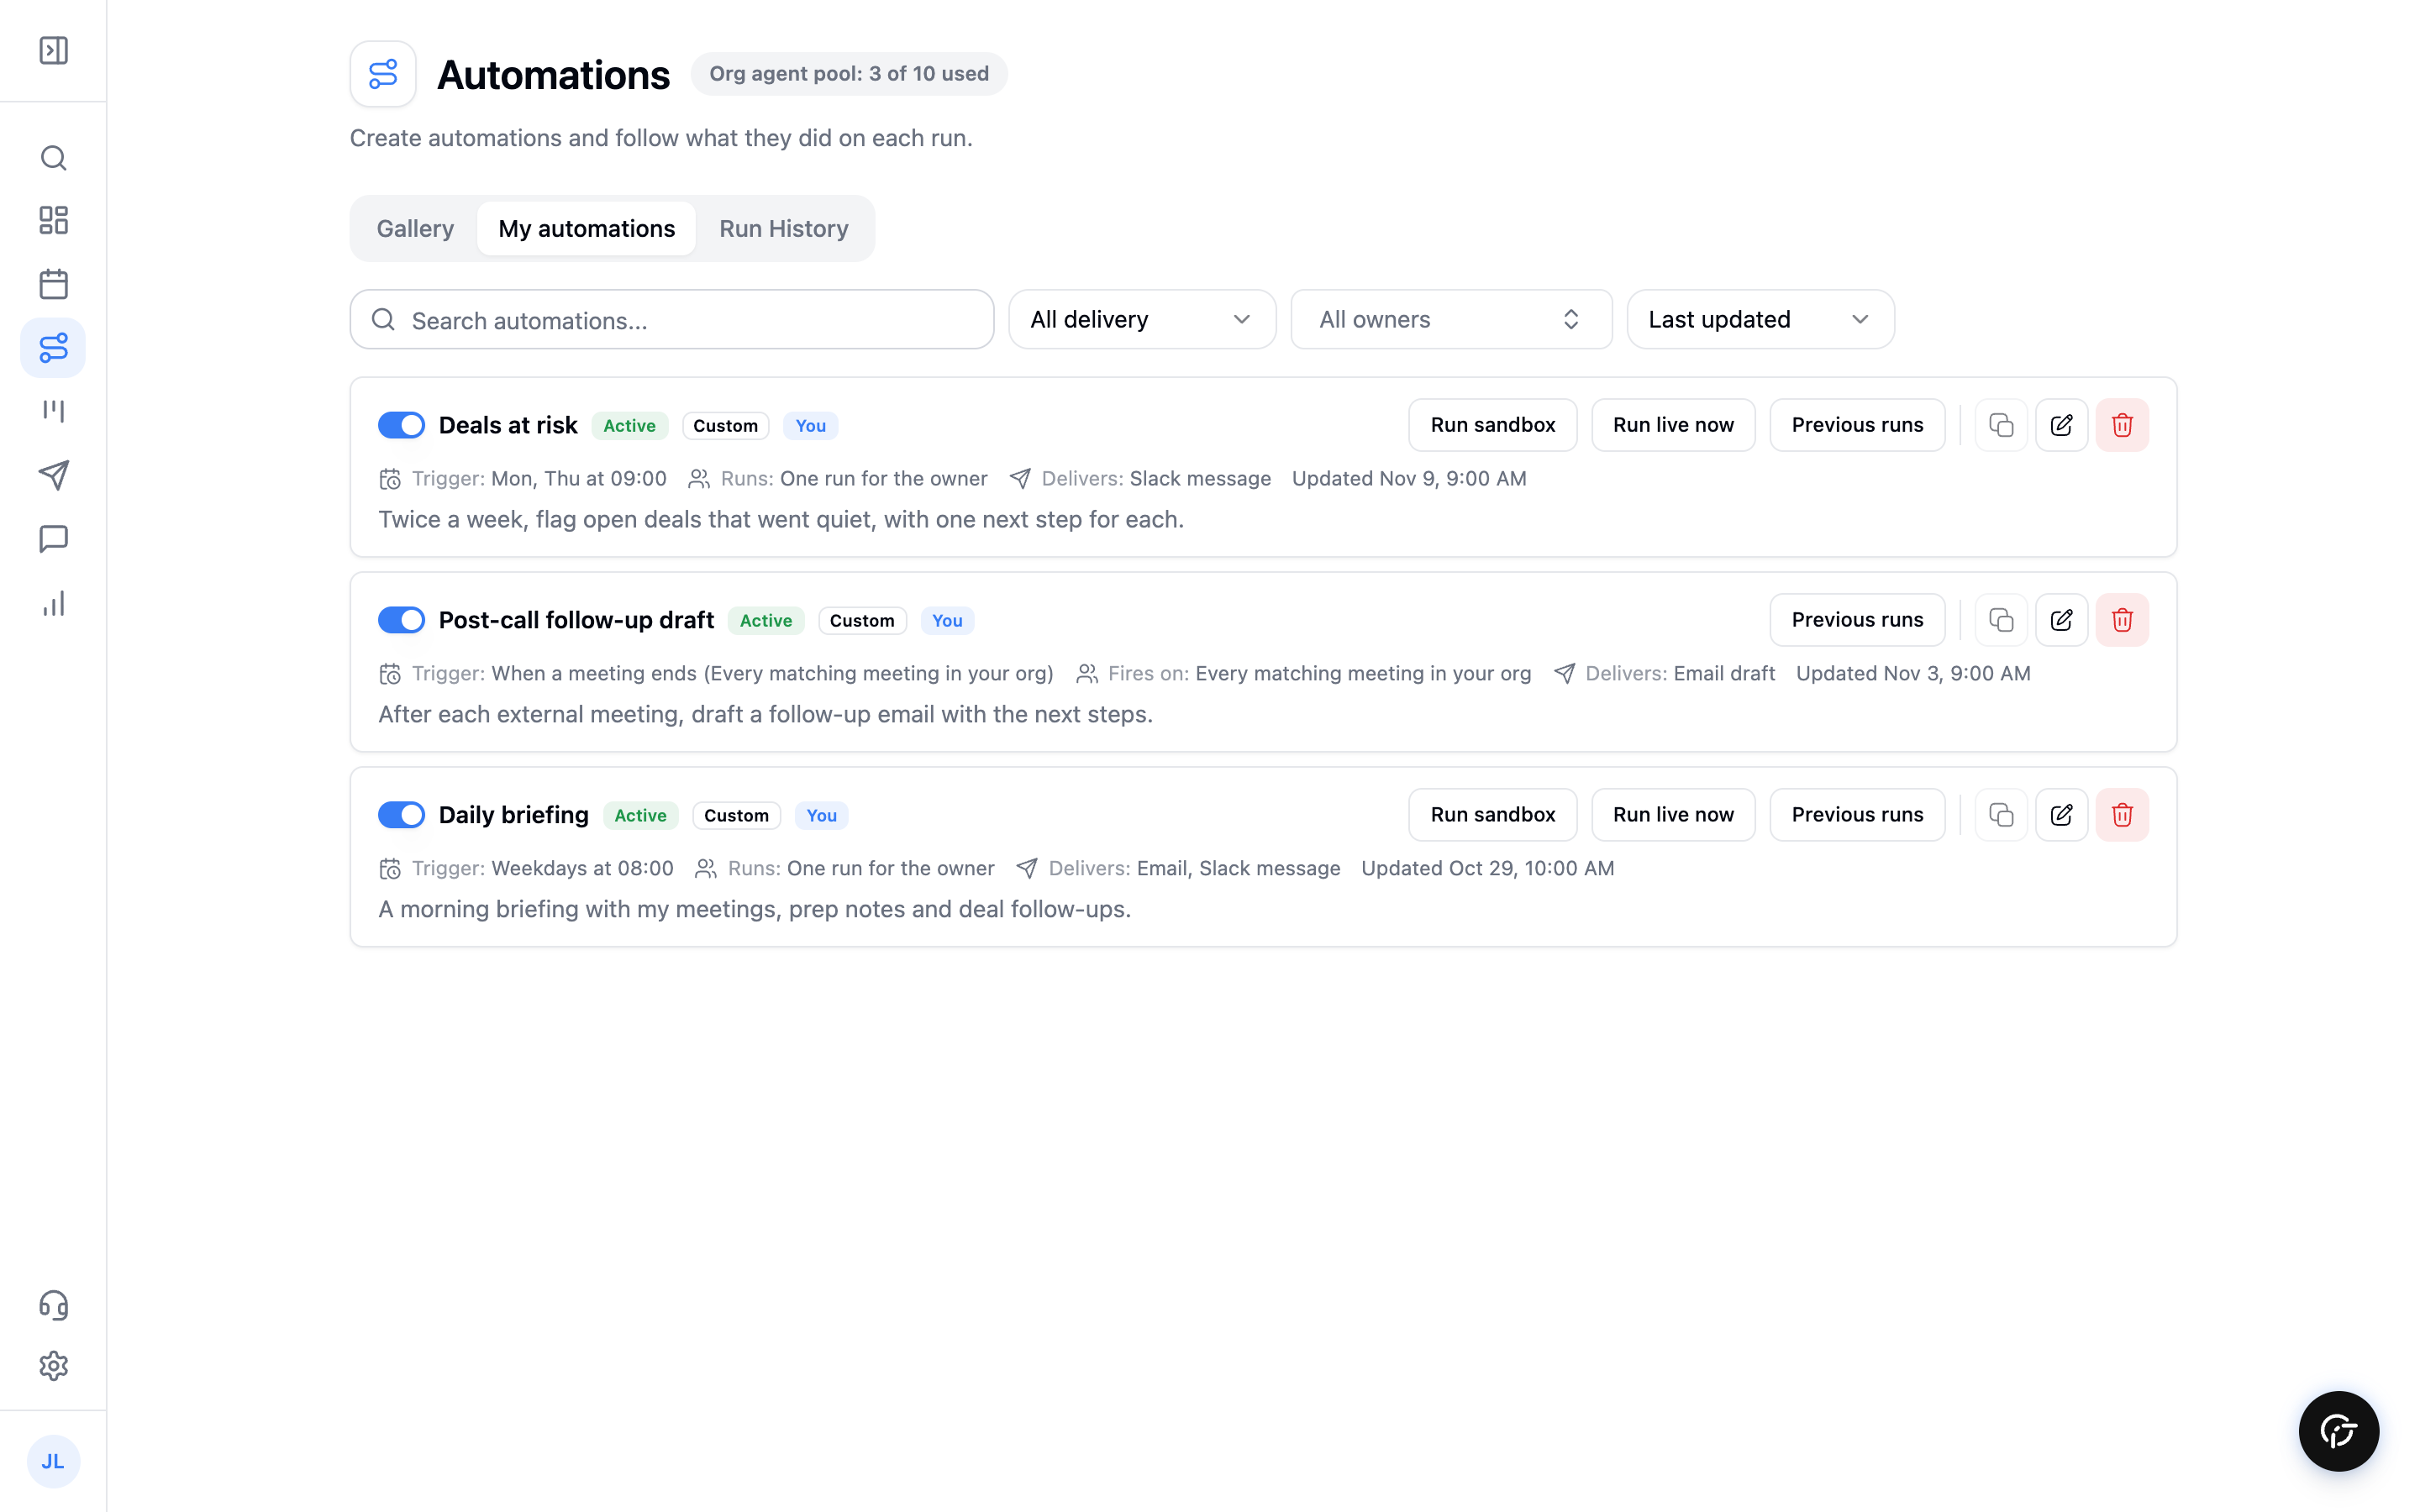 Automations
Org agent pool: 3 of 10 used
Create automations and follow what they did on each run.
Gallery
My automations
Run History
Search automations...
All delivery
All owners
Last updated
Deals at risk Active Custom You
Run sandbox
Run live now
Previous runs
Trigger: Mon, Thu at 09:00 Runs: One run for the owner Delivers: Slack message Updated Nov 9, 9:00 AM
Twice a week, flag open deals that went quiet, with one next step for each.
Post-call follow-up draft Active Custom You
Previous runs
Trigger: When a meeting ends (Every matching meeting in your org) Fires on: Every matching meeting in your org Delivers: Email draft Updated Nov 3, 9:00 AM
After each external meeting, draft a follow-up email with the next steps.
Daily briefing Active Custom You
Run sandbox
Run live now
Previous runs
Trigger: Weekdays at 08:00 Runs: One run for the owner Delivers: Email, Slack message Updated Oct 29, 10:00 AM
A morning briefing with my meetings, prep notes and deal follow-ups.
JL